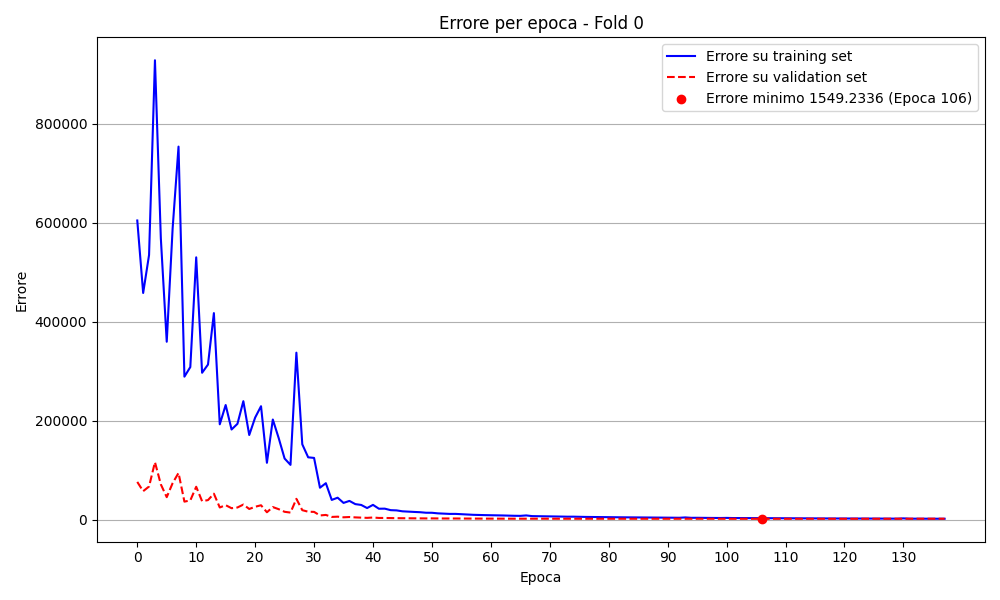 Errore per epoca - Fold 0
Errore su training set
Errore su validation set
Errore minimo 1549.2336 (Epoca 106)
Errore
800000
600000
400000
200000
0
0 10 20 30 40 50 60 70 80 90 100 110 120 130
Epoca